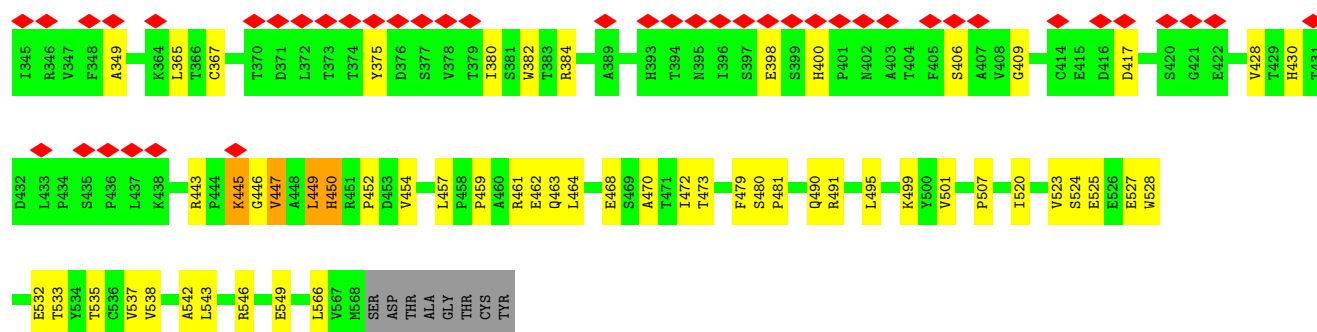 I345 R346 V347 F348 A349 K364 L365 T366 C367 T370 D371 L372 T373 T374 Y375 D376 S377 V378 T379 I380 S381 W382 T383 R384 A389 H393 T394 N395 I396 S397 E398 S399 H400 P401 N402 A403 T404 F405 S406 A407 V408 G409 C414 E415 D416 D417 S420 G421 E422 V428 T429 H430 T431
D432 L433 P434 S435 P436 L437 K438 R443 P444 K445 G446 V447 A448 L449 H450 R451 P452 D453 V454 L457 P458 P459 A460 R461 E462 Q463 L464 E468 S469 A470 T471 I472 T473 F479 S480 P481 Q490 R491 L495 K499 Y500 V501 P507 I520 V523 S524 E525 E526 E527 W528
E532 T533 Y534 T535 C536 V537 V538 A542 L543 R546 E549 L566 V567 M568 SER ASP THR ALA GLY THR CYS TYR